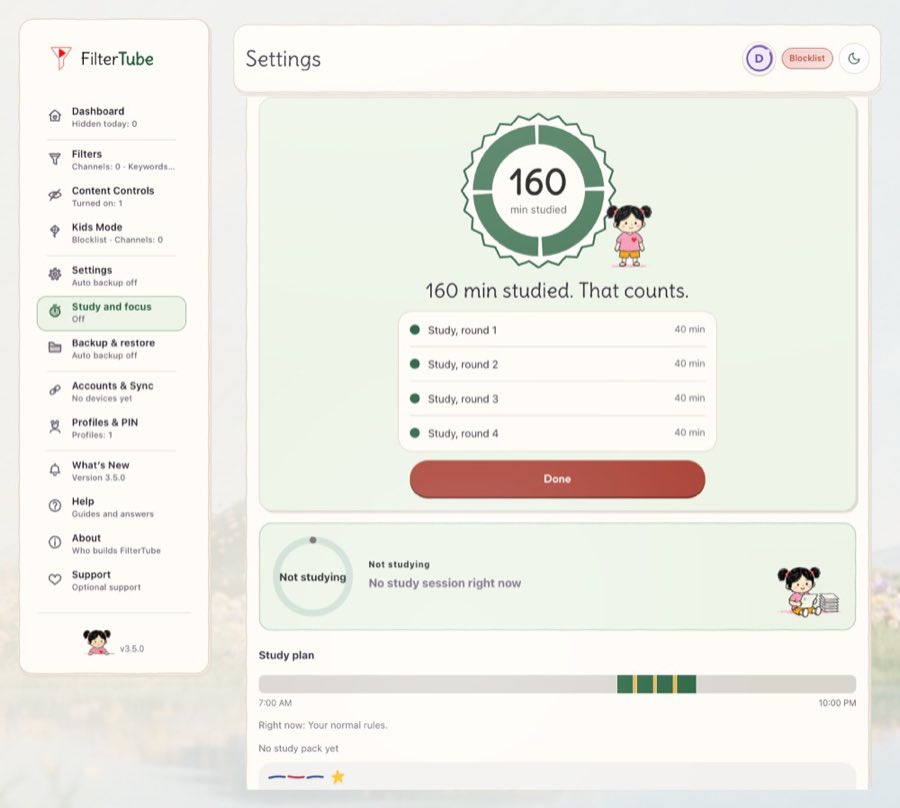 FilterTube
Dashboard
Hidden today: 0
Filters
Channels: 0 · Keywords...
Content Controls
Turned on: 1
Kids Mode
Blocklist · Channels: 0
Settings
Auto backup off
Study and focus
Off
Backup & restore
Auto backup off
Accounts & Sync
No devices yet
Profiles & PIN
Profiles: 1
What's New
Version 3.5.0
Help
Guides and answers
About
Who builds FilterTube
Support
Optional support
v3.5.0
Settings
D
Blocklist
160
min studied
160 min studied. That counts.
Study, round 1 40 min
Study, round 2 40 min
Study, round 3 40 min
Study, round 4 40 min
Done
Not studying
Not studying
No study session right now
Study plan
7:00 AM 10:00 PM
Right now: Your normal rules.
No study pack yet